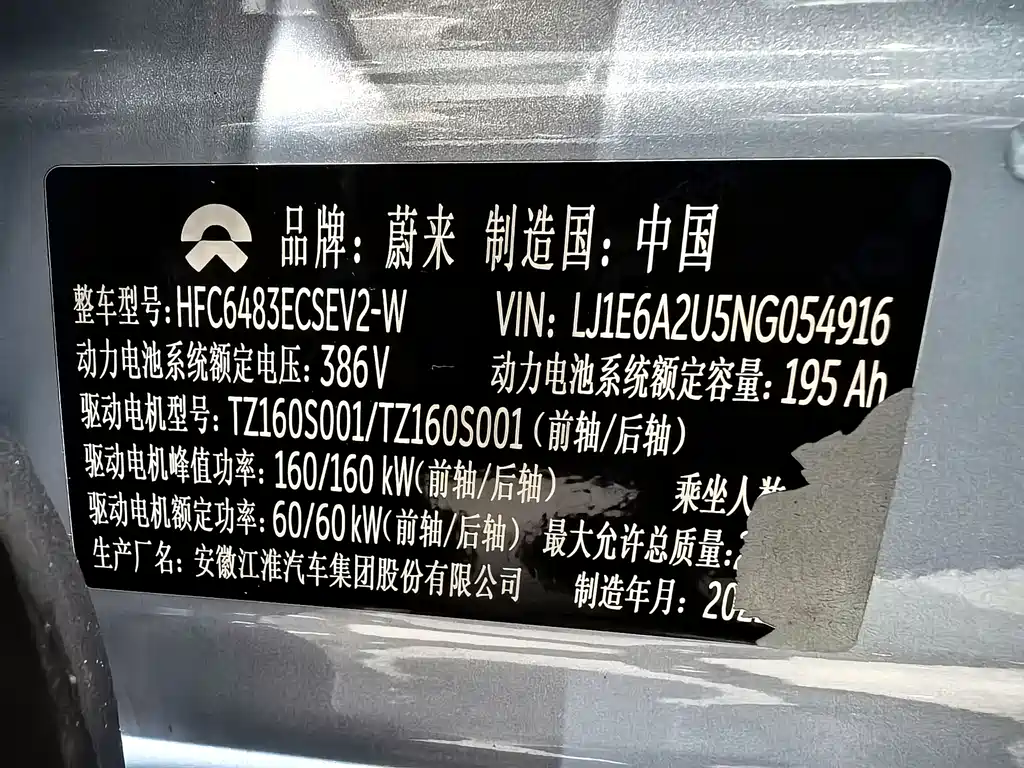 品牌：蔚来 制造国：中国
整车型号：HFC6483ECSEV2-W VIN：LJ1E6A2U5NG054916
动力电池系统额定电压：386V 动力电池系统额定容量：195 Ah
驱动电机型号：TZ160S001/TZ160S001（前轴/后轴）
驱动电机峰值功率：160/160 kW（前轴/后轴） 乘坐人数
驱动电机额定功率：60/60kW（前轴/后轴） 最大允许总质量：
生产厂名：安徽江淮汽车集团股份有限公司 制造年月：